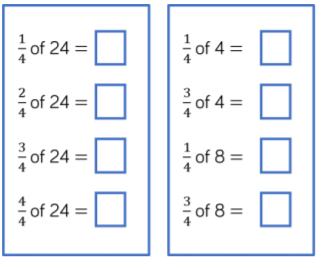 1/4 of 24 =
2/4 of 24 =
3/4 of 24 =
4/4 of 24 =
1/4 of 4 =
3/4 of 4 =
1/4 of 8 =
3/4 of 8 =